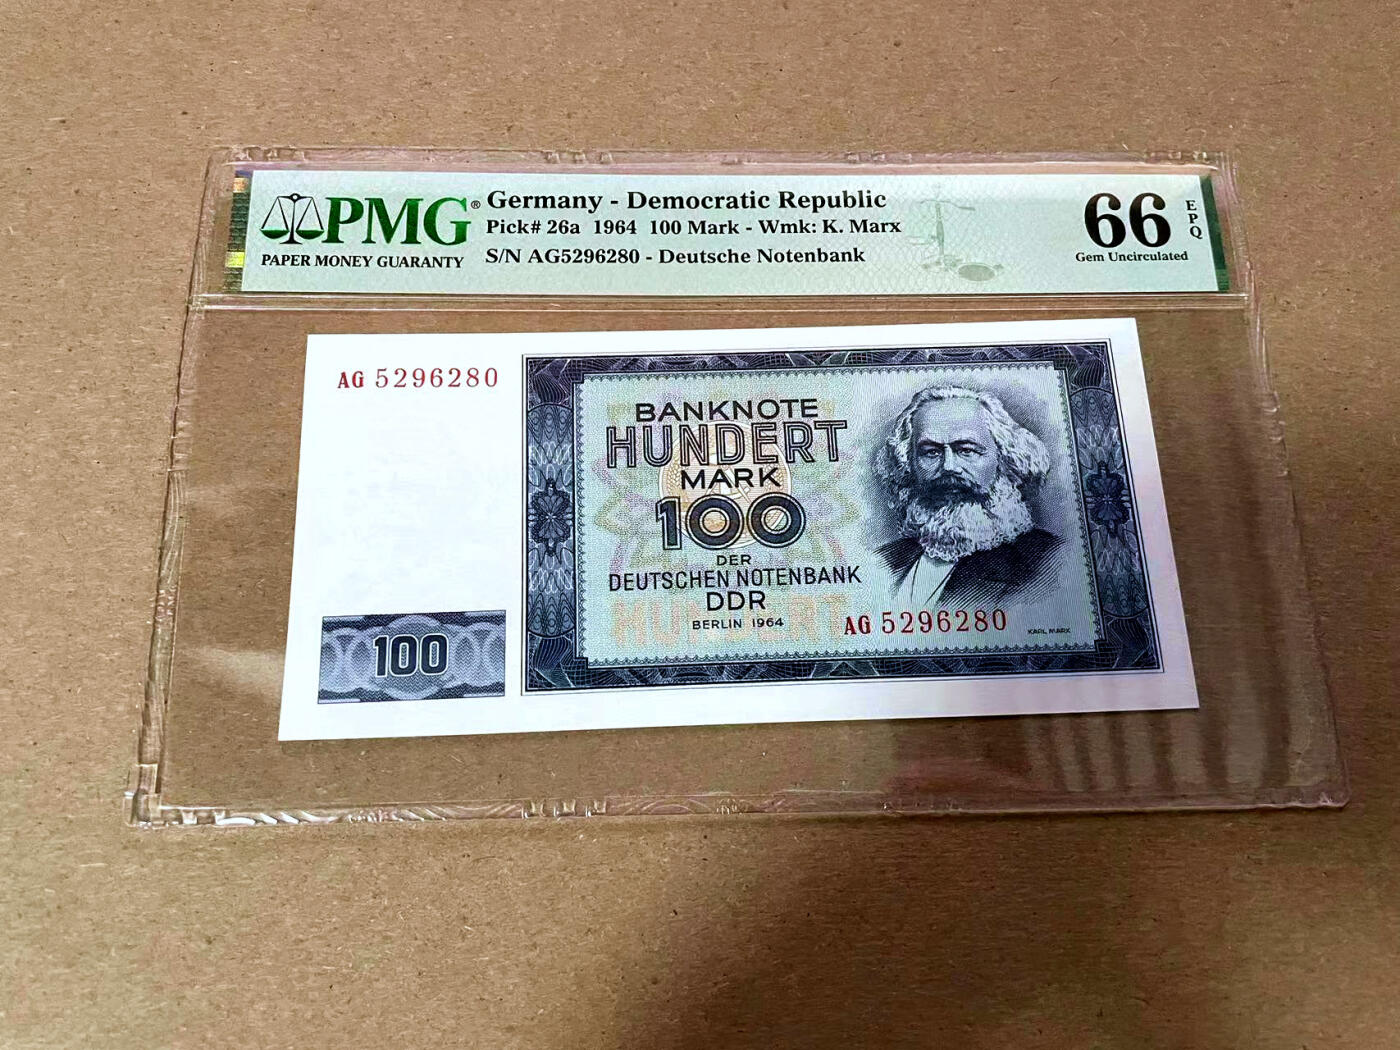 PMG®
PAPER MONEY GUARANTY
Germany - Democratic Republic
Pick# 26a 1964 100 Mark - Wmk: K. Marx
S/N AG5296280 - Deutsche Notenbank
66
EPQ
Gem Uncirculated
AG 5296280
BANKNOTE
HUNDERT
MARK
100
DER
DEUTSCHEN NOTENBANK
DDR
BERLIN 1964
HUNDERT
AG 5296280
KARL MARX
100